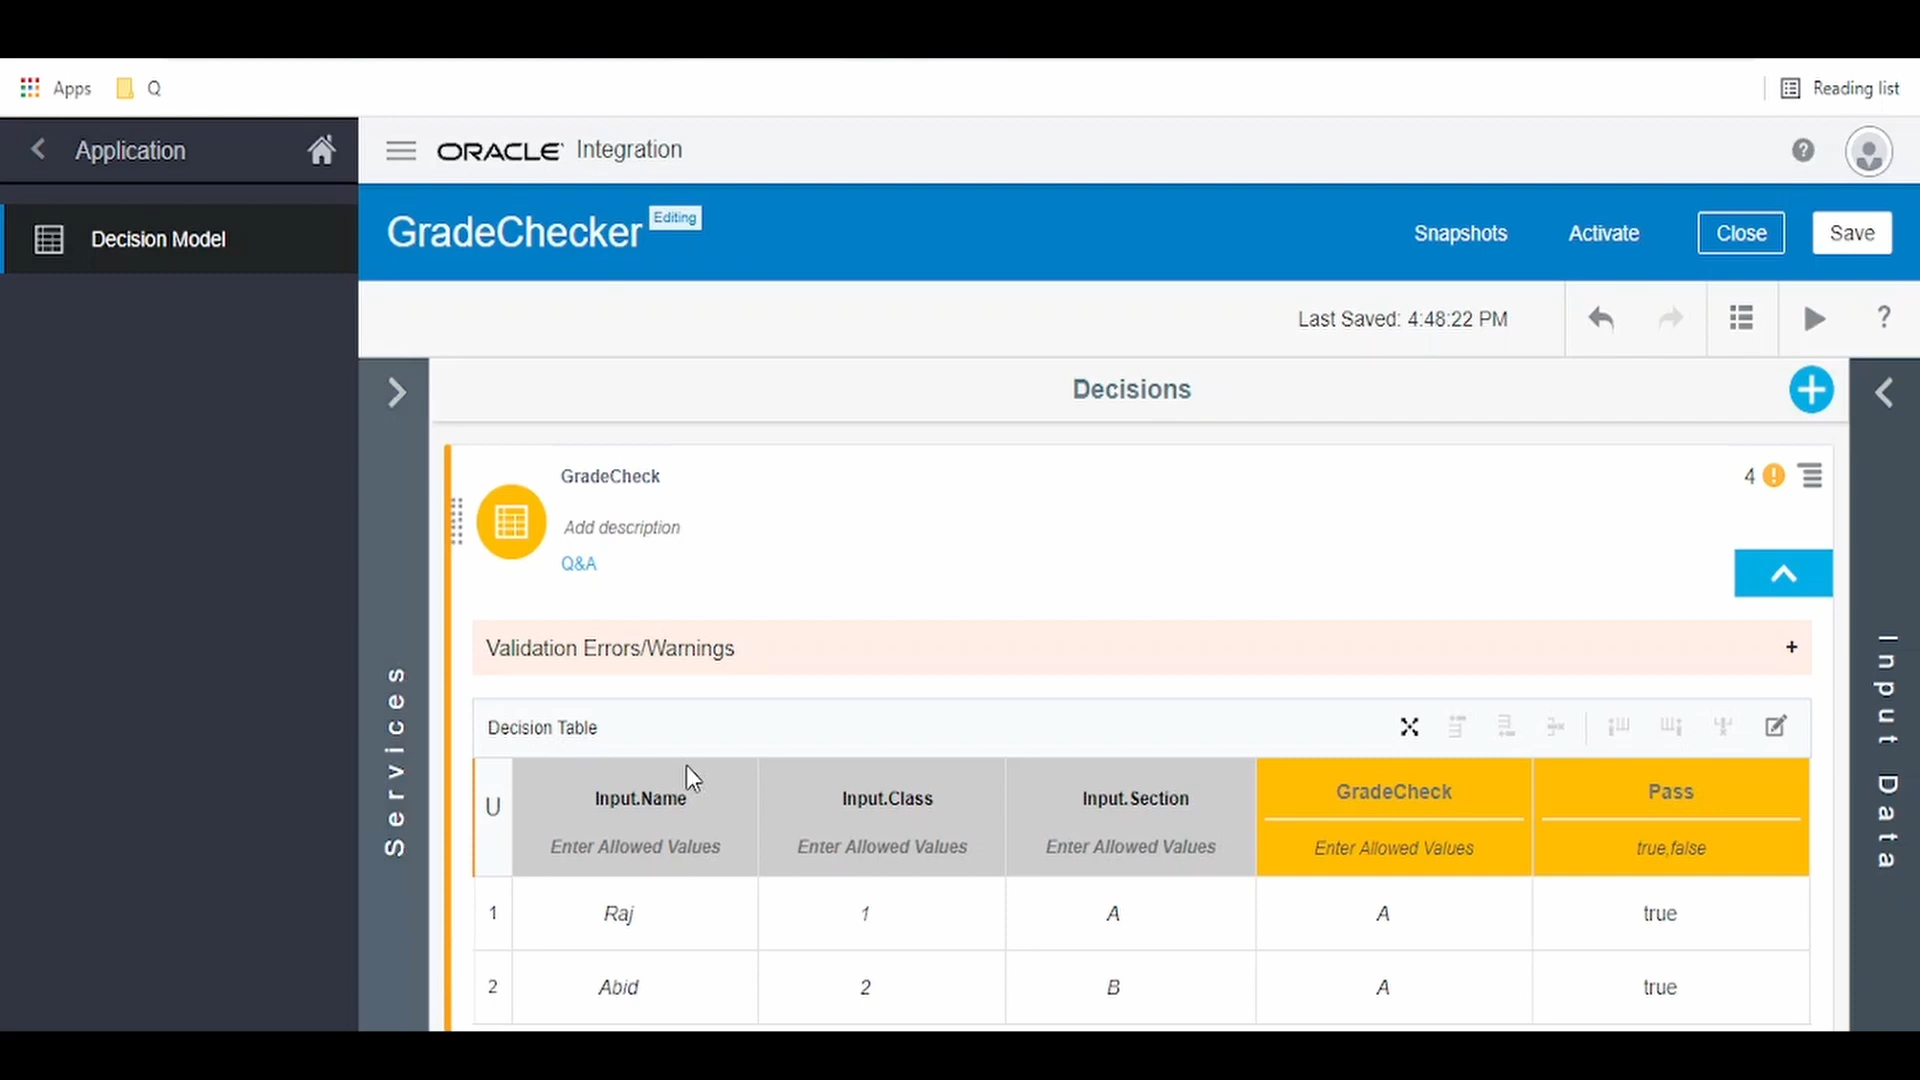 Apps Q Reading list
Application ORACLE Integration
Decision Model
GradeChecker Editing Snapshots Activate Close Save
Last Saved: 4:48:22 PM ?
Decisions
GradeCheck 4
Add description
Q&A
Validation Errors/Warnings +
Services
Input Data
Decision Table
U Input.Name Input.Class Input.Section GradeCheck Pass
Enter Allowed Values Enter Allowed Values Enter Allowed Values Enter Allowed Values true,false
1 Raj 1 A A true
2 Abid 2 B A true